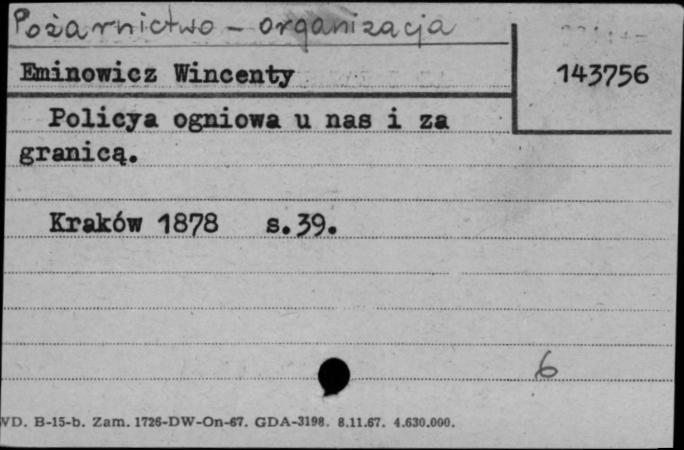 Pożarnictwo - organizacja
Eminowicz Wincenty
143756
Policya ogniowa u nas i za
granicą.
Kraków 1878 s.39.
6
WD. B-15-b. Zam. 1726-DW-On-67. GDA-3198. 8.11.67. 4.630.000.